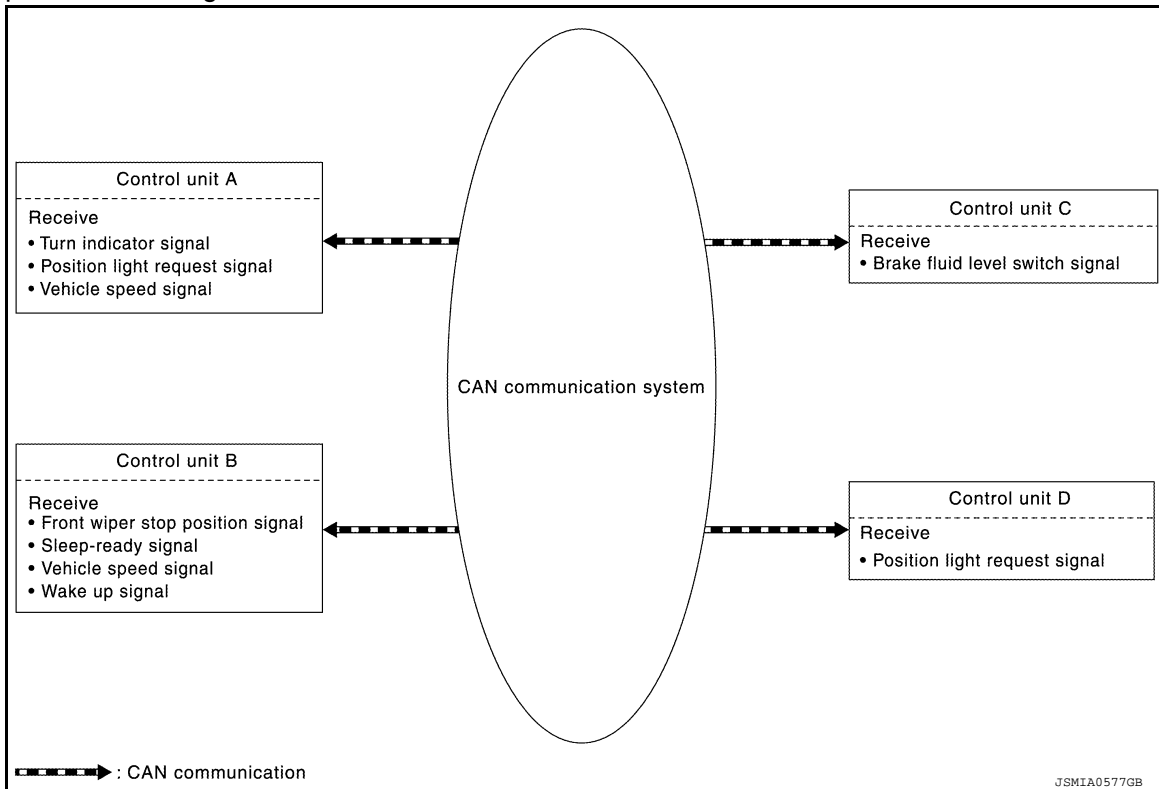 Control unit A
Receive
• Turn indicator signal
• Position light request signal
• Vehicle speed signal
Control unit C
Receive
• Brake fluid level switch signal
CAN communication system
Control unit B
Receive
• Front wiper stop position signal
• Sleep-ready signal
• Vehicle speed signal
• Wake up signal
Control unit D
Receive
• Position light request signal
: CAN communication
JSMIA0577GB